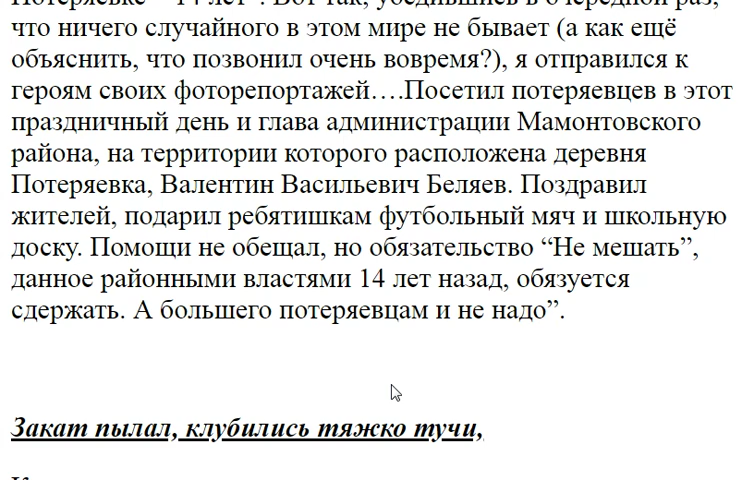 что ничего случайного в этом мире не бывает (а как ещё
объяснить, что позвонил очень вовремя?), я отправился к
героям своих фоторепортажей….Посетил потеряевцев в этот
праздничный день и глава администрации Мамонтовского
района, на территории которого расположена деревня
Потеряевка, Валентин Васильевич Беляев. Поздравил
жителей, подарил ребятишкам футбольный мяч и школьную
доску. Помощи не обещал, но обязательство “Не мешать”,
данное районными властями 14 лет назад, обязуется
сдержать. А большего потеряевцам и не надо”.
Закат пылал, клубились тяжко тучи,